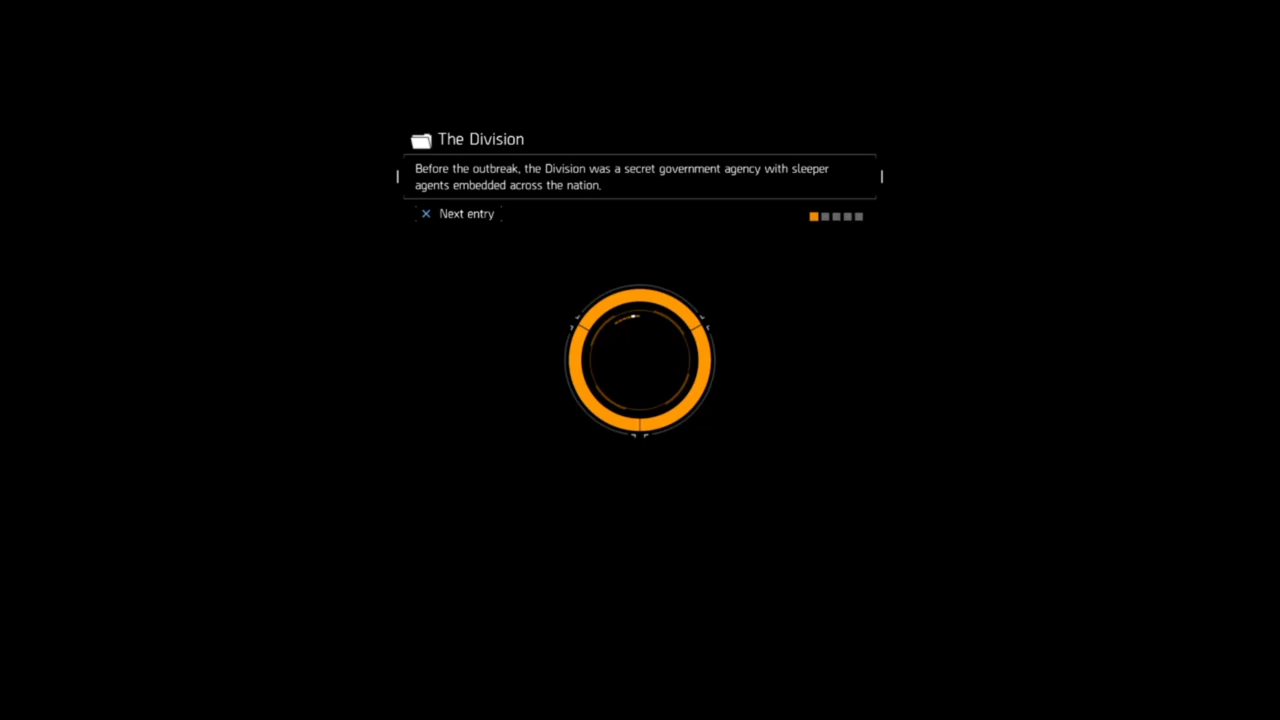 The Division
Before the outbreak, the Division was a secret government agency with sleeper
agents embedded across the nation.
Next entry